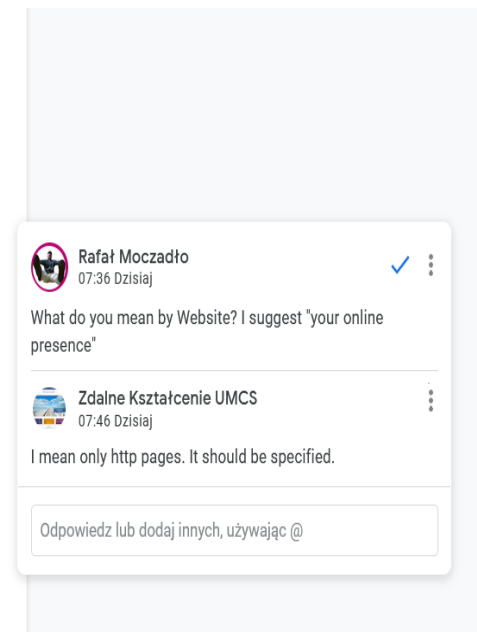 Rafał Moczadło
07:36 Dzisiaj
What do you mean by Website? I suggest "your online
presence"
Zdalne Kształcenie UMCS
07:46 Dzisiaj
I mean only http pages. It should be specified.
Odpowiedz lub dodaj innych, używając @